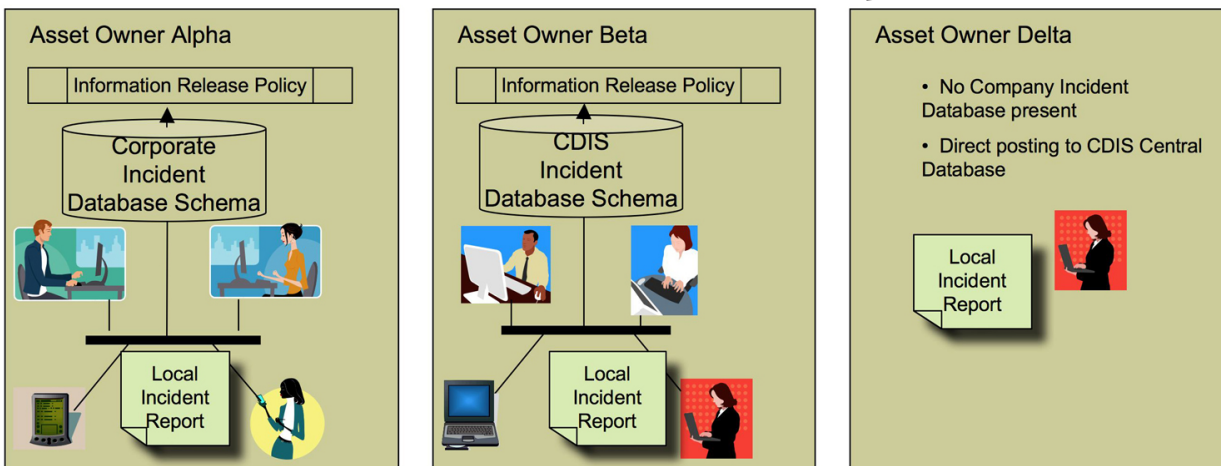 Asset Owner Alpha
Information Release Policy
Corporate
Incident
Database Schema
Local
Incident
Report
Asset Owner Beta
Information Release Policy
CDIS
Incident
Database Schema
Local
Incident
Report
Asset Owner Delta
• No Company Incident
Database present
• Direct posting to CDIS Central
Database
Local
Incident
Report